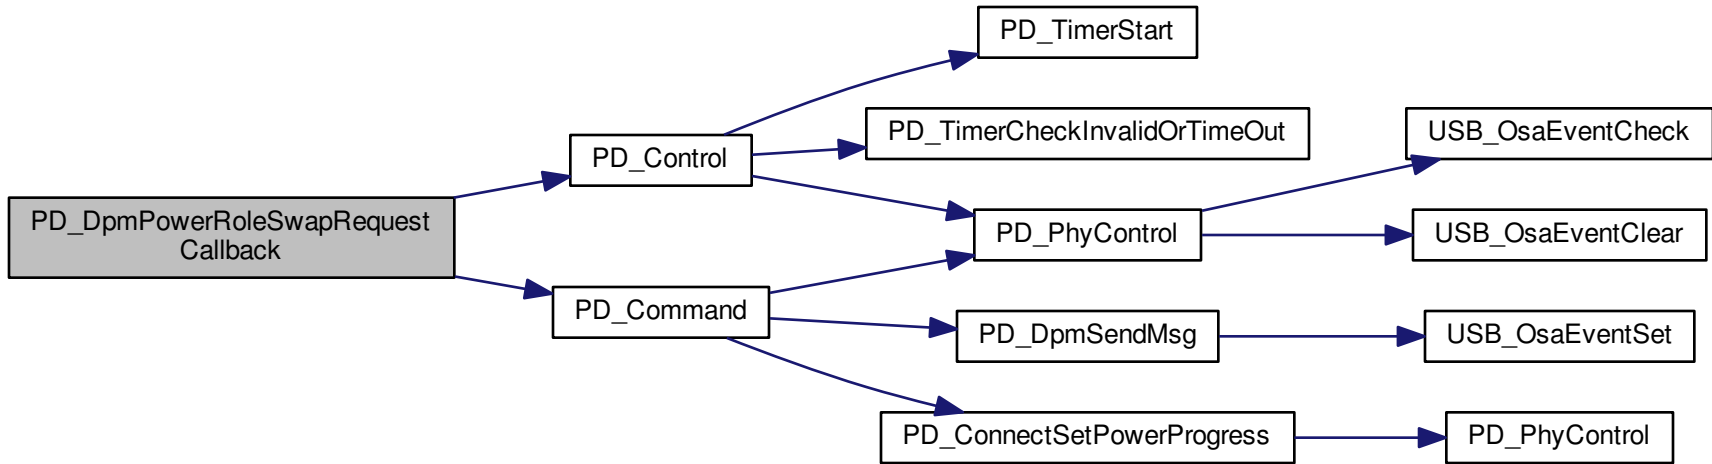 PD_DpmPowerRoleSwapRequest
Callback
PD_Control
PD_Command
PD_TimerStart
PD_TimerCheckInvalidOrTimeOut
PD_PhyControl
PD_DpmSendMsg
PD_ConnectSetPowerProgress
USB_OsaEventCheck
USB_OsaEventClear
USB_OsaEventSet
PD_PhyControl